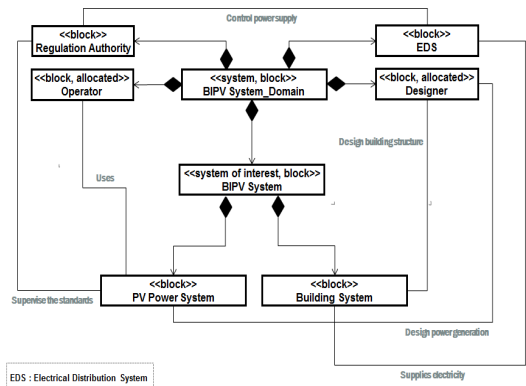 Control power supply
<<block>>
Regulation Authority
<<block>>
EDS
<<block, allocated>>
Operator
<<system, block>>
BIPV System_Domain
<<block, allocated>>
Designer
Design building structure
<<system of interest, block>>
BIPV System
Uses
<<block>>
PV Power System
<<block>>
Building System
Supervise the standards
Design power generation
Supplies electricity
EDS : Electrical Distribution System